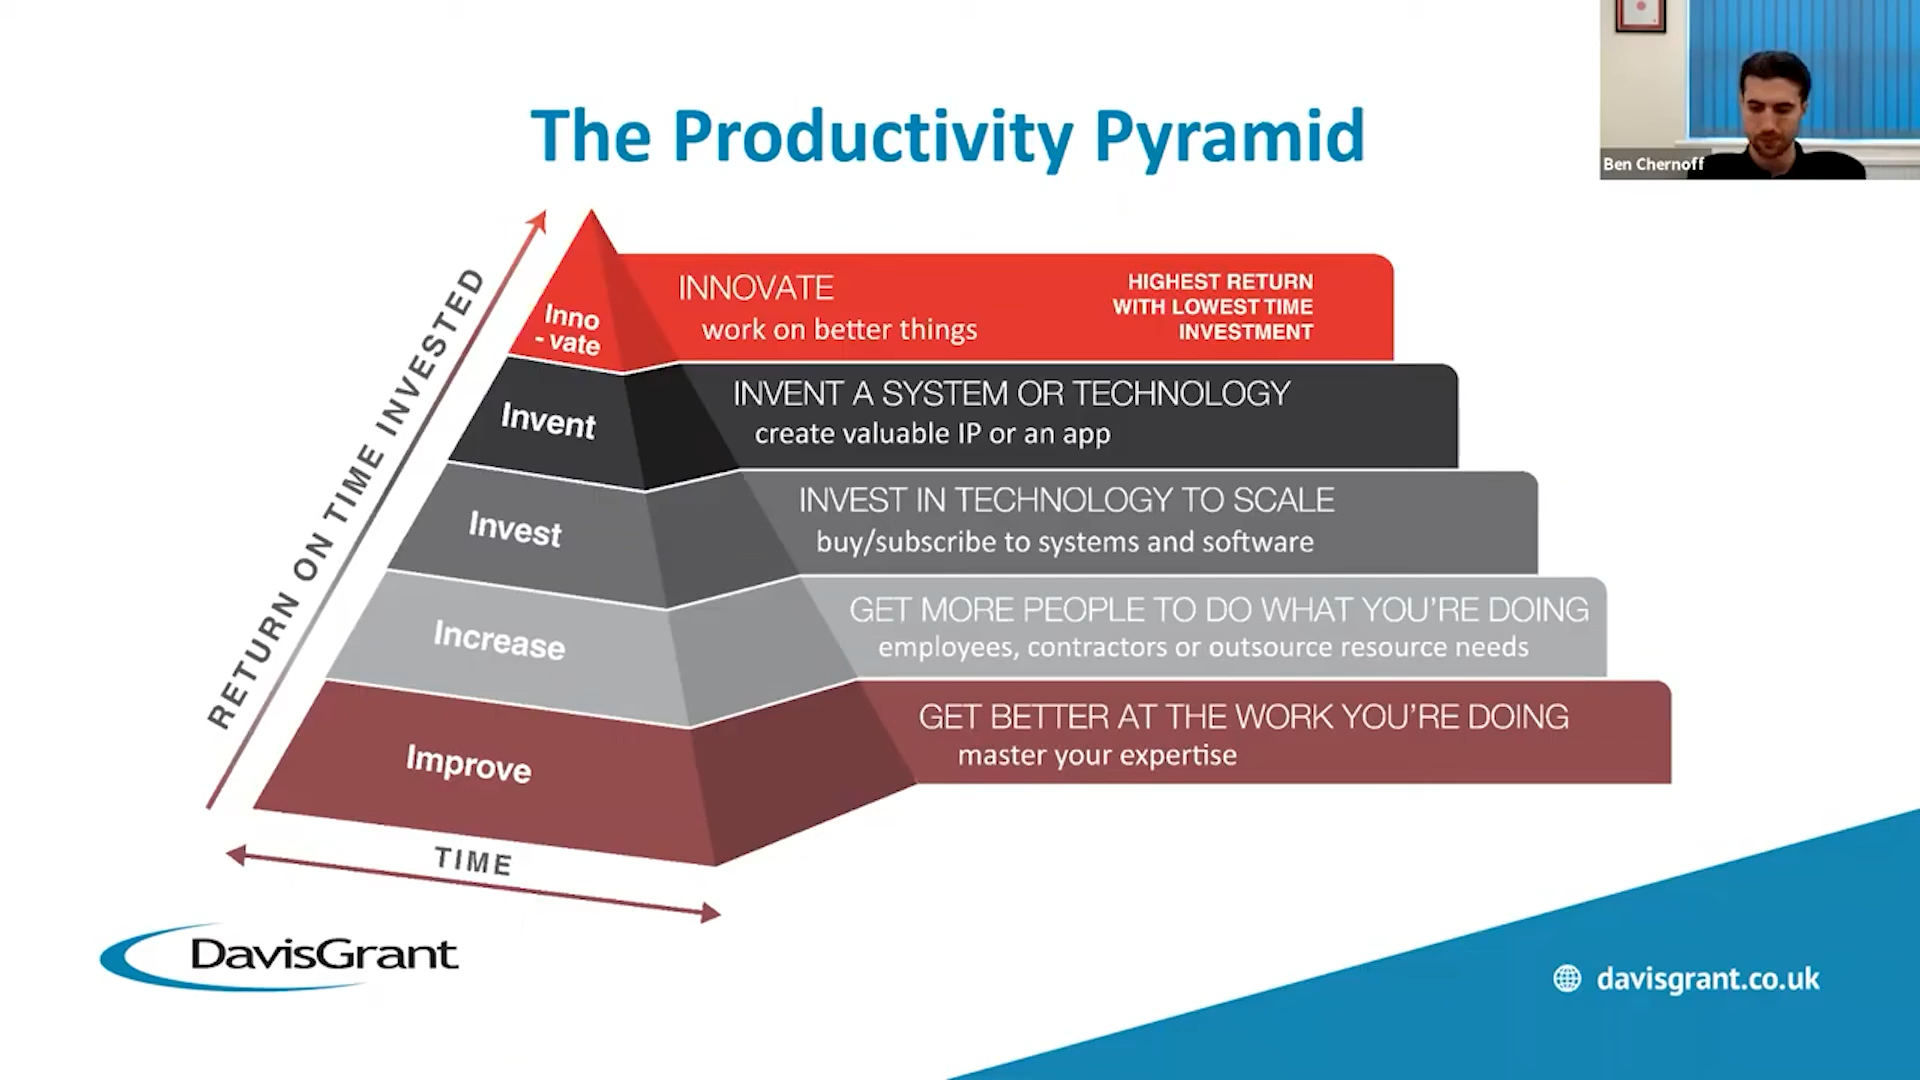 The Productivity Pyramid
Ben Chernoff
RETURN ON TIME INVESTED
Inno
- vate
INNOVATE
work on better things
HIGHEST RETURN
WITH LOWEST TIME
INVESTMENT
Invent
INVENT A SYSTEM OR TECHNOLOGY
create valuable IP or an app
Invest
INVEST IN TECHNOLOGY TO SCALE
buy/subscribe to systems and software
Increase
GET MORE PEOPLE TO DO WHAT YOU'RE DOING
employees, contractors or outsource resource needs
Improve
GET BETTER AT THE WORK YOU'RE DOING
master your expertise
TIME
DavisGrant
davisgrant.co.uk